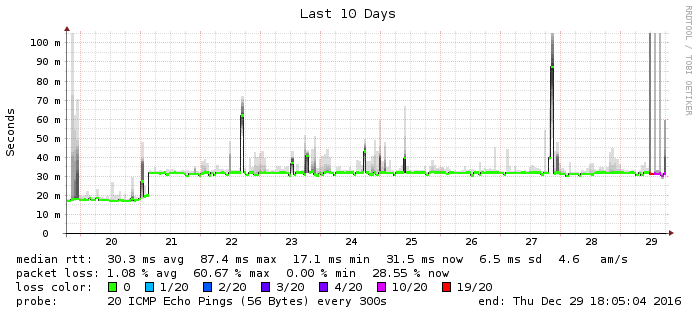 Last 10 Days
RRDTOOL / TOBI OETIKER
Seconds
100 m
90 m
80 m
70 m
60 m
50 m
40 m
30 m
20 m
10 m
0
20 21 22 23 24 25 26 27 28 29
median rtt: 30.3 ms avg 87.4 ms max 17.1 ms min 31.5 ms now 6.5 ms sd 4.6 am/s
packet loss: 1.08 % avg 60.67 % max 0.00 % min 28.55 % now
loss color: 0 1/20 2/20 3/20 4/20 10/20 19/20
probe: 20 ICMP Echo Pings (56 Bytes) every 300s end: Thu Dec 29 18:05:04 2016